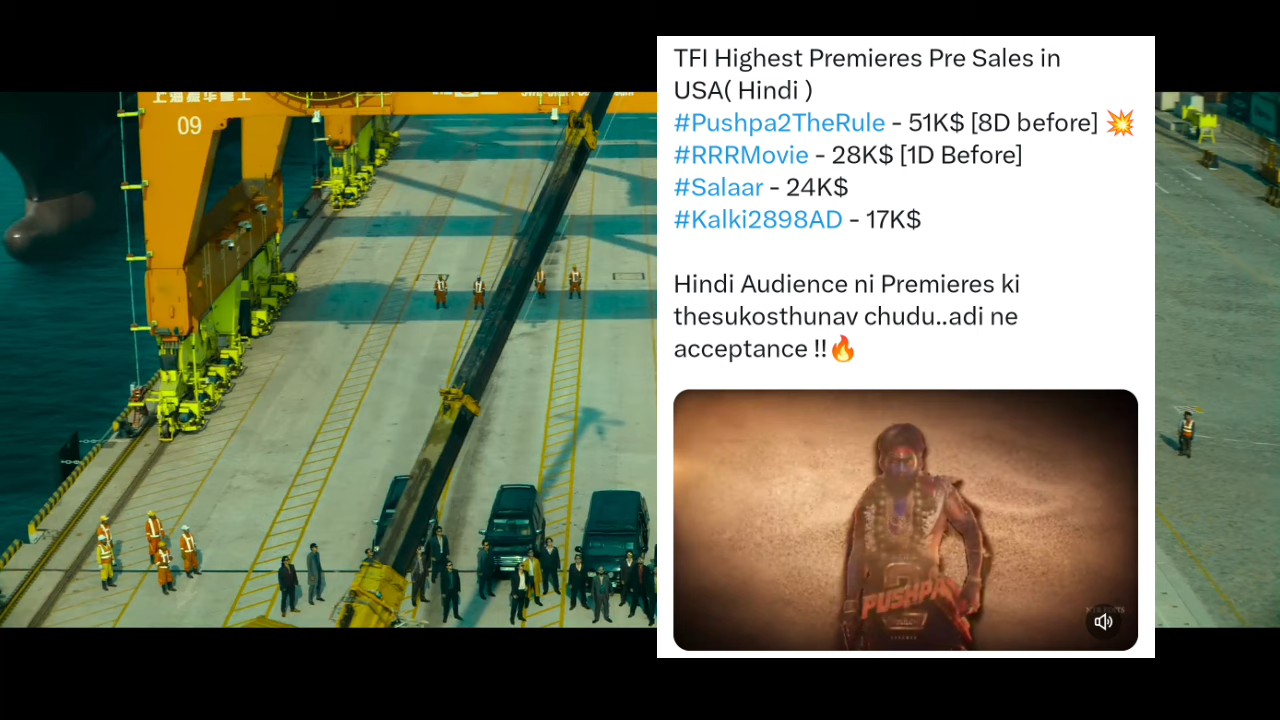 09
TFI Highest Premieres Pre Sales in
USA( Hindi )
#Pushpa2TheRule - 51K$ [8D before] 💥
#RRRMovie - 28K$ [1D Before]
#Salaar - 24K$
#Kalki2898AD - 17K$
Hindi Audience ni Premieres ki
thesukosthunav chudu..adi ne
acceptance !!🔥
PUSHPA